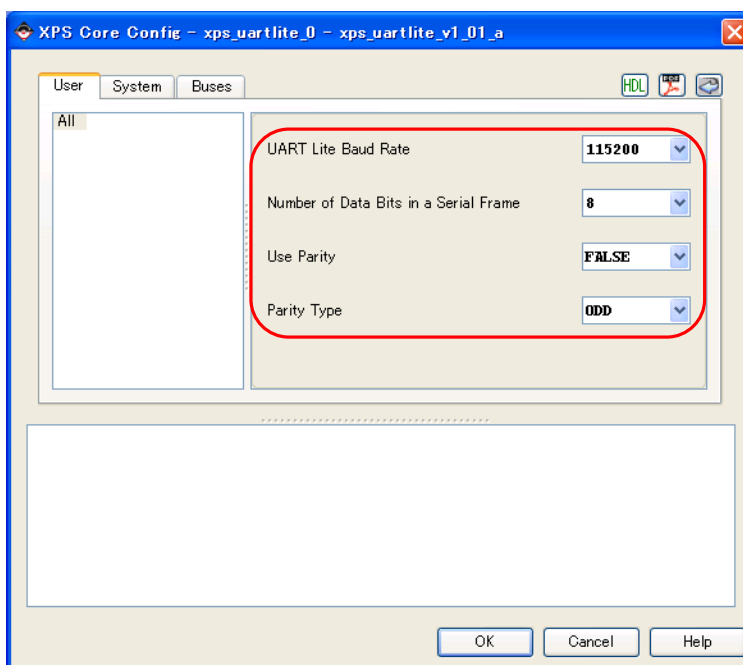 XPS Core Config - xps_uartlite_0 - xps_uartlite_v1_01_a
User System Buses
HDL
All
UART Lite Baud Rate 115200
Number of Data Bits in a Serial Frame 8
Use Parity FALSE
Parity Type ODD
OK Cancel Help